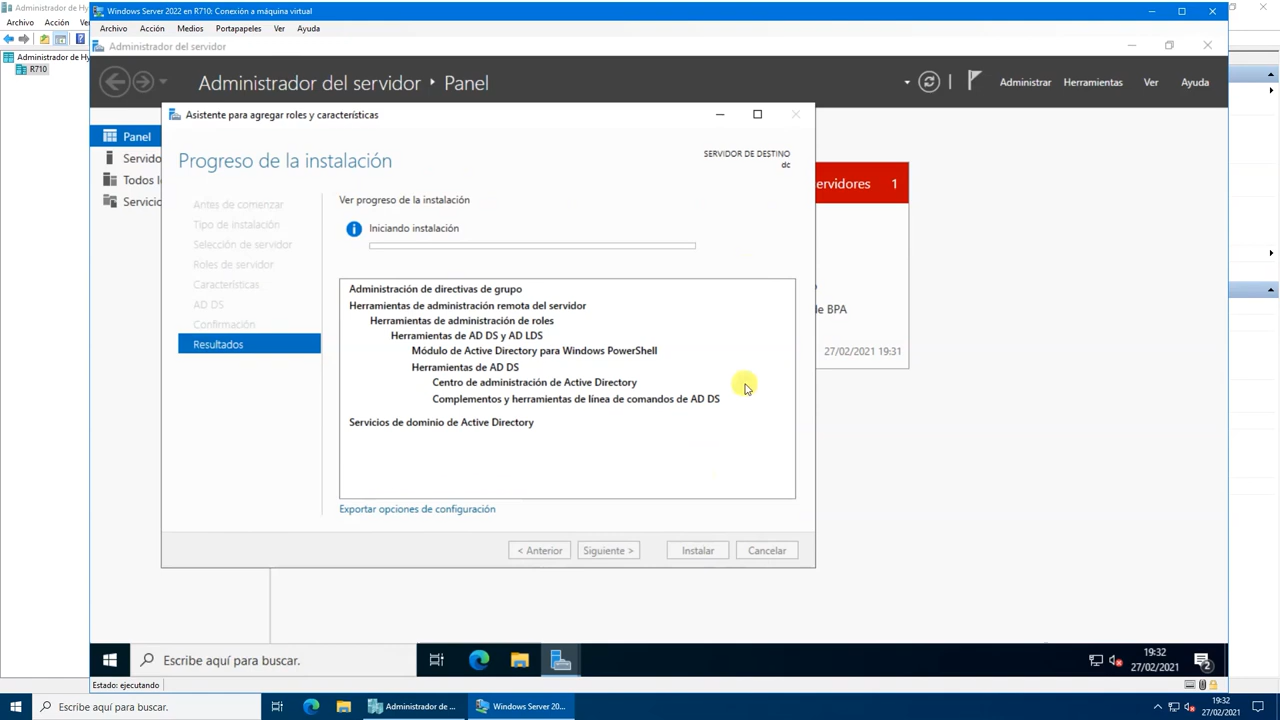 Administrador de Hy
Windows Server 2022 en R710: Conexión a máquina virtual
Archivo Acción
Archivo Acción Medios Portapapeles Ver Ayuda
Administrador de Hy
R710
Administrador del servidor
Administrador del servidor Panel
Administrar Herramientas Ver Ayuda
Panel
Servido
Todos l
Servicio
Asistente para agregar roles y características
Progreso de la instalación
SERVIDOR DE DESTINO
dc
Antes de comenzar
Tipo de instalación
Selección de servidor
Roles de servidor
Características
AD DS
Confirmación
Resultados
Ver progreso de la instalación
Iniciando instalación
Administración de directivas de grupo
Herramientas de administración remota del servidor
Herramientas de administración de roles
Herramientas de AD DS y AD LDS
Módulo de Active Directory para Windows PowerShell
Herramientas de AD DS
Centro de administración de Active Directory
Complementos y herramientas de línea de comandos de AD DS
Servicios de dominio de Active Directory
Exportar opciones de configuración
< Anterior Siguiente > Instalar Cancelar
ervidores 1
de BPA
27/02/2021 19:31
Escribe aquí para buscar.
19:32
27/02/2021
2
Estado: ejecutando
Escribe aquí para buscar.
Administrador de ...
Windows Server 20...
19:32
27/02/2021